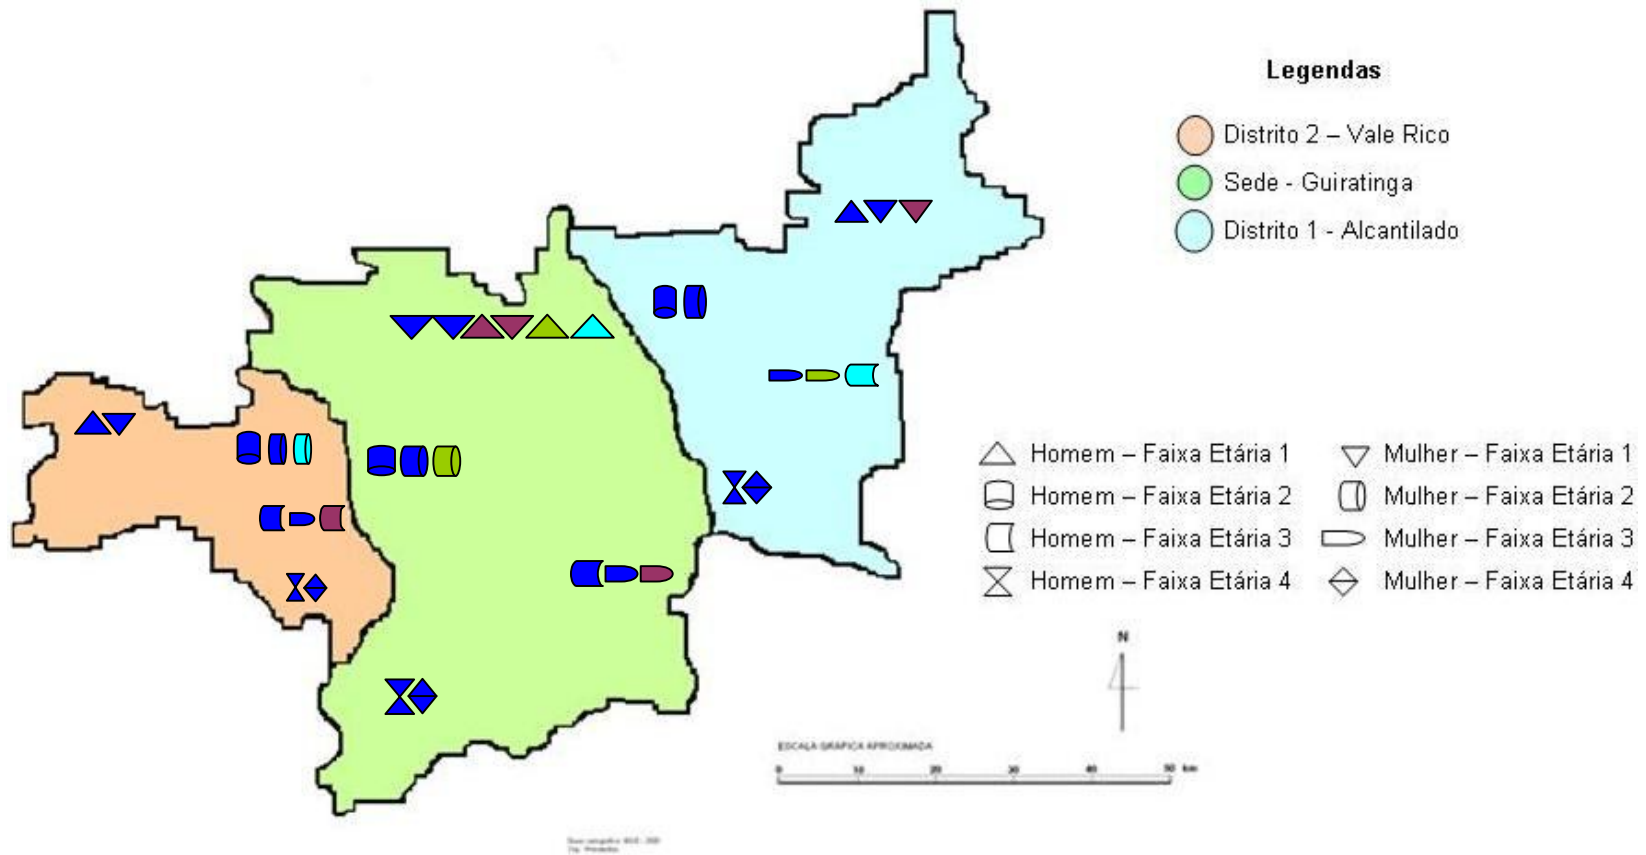 Legendas
Distrito 2 – Vale Rico
Sede - Guiratinga
Distrito 1 - Alcantilado
Homem – Faixa Etária 1
Mulher – Faixa Etária 1
Homem – Faixa Etária 2
Mulher – Faixa Etária 2
Homem – Faixa Etária 3
Mulher – Faixa Etária 3
Homem – Faixa Etária 4
Mulher – Faixa Etária 4
N
ESCALA GRÁFICA APROXIMADA
0 10 20 30 40 50 km